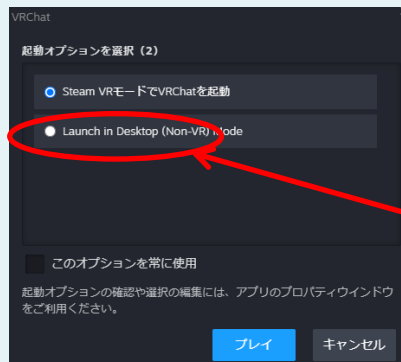 VRChat
起動オプションを選択（2）
Steam VRモードでVRChatを起動
Launch in Desktop (Non-VR) Mode
このオプションを常に使用
起動オプションの確認や選択の編集には、アプリのプロパティウインドウ
をご利用ください。
プレイ
キャンセル